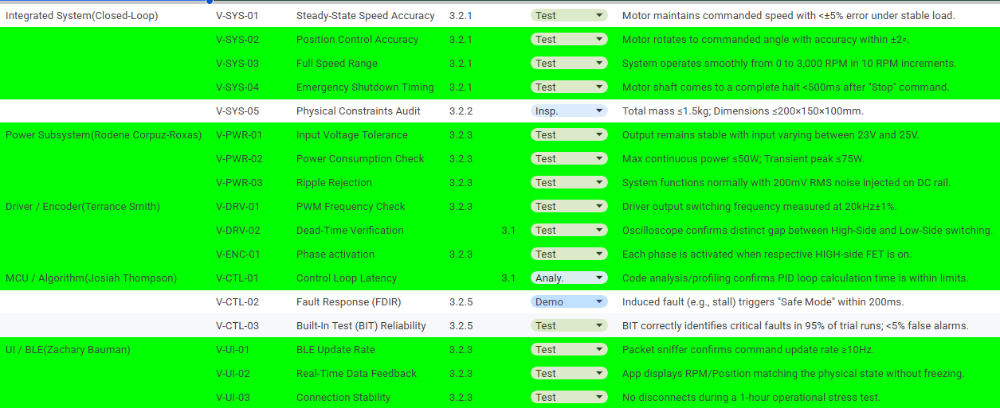 Integrated System(Closed-Loop) V-SYS-01 Steady-State Speed Accuracy 3.2.1 Test Motor maintains commanded speed with <±5% error under stable load.
V-SYS-02 Position Control Accuracy 3.2.1 Test Motor rotates to commanded angle with accuracy within ±2∘.
V-SYS-03 Full Speed Range 3.2.1 Test System operates smoothly from 0 to 3,000 RPM in 10 RPM increments.
V-SYS-04 Emergency Shutdown Timing 3.2.1 Test Motor shaft comes to a complete halt <500ms after "Stop" command.
V-SYS-05 Physical Constraints Audit 3.2.2 Insp. Total mass ≤1.5kg; Dimensions ≤200×150×100mm.
Power Subsystem(Rodene Corpuz-Roxas) V-PWR-01 Input Voltage Tolerance 3.2.3 Test Output remains stable with input varying between 23V and 25V.
V-PWR-02 Power Consumption Check 3.2.3 Test Max continuous power ≤50W; Transient peak ≤75W.
V-PWR-03 Ripple Rejection 3.2.3 Test System functions normally with 200mV RMS noise injected on DC rail.
Driver / Encoder(Terrance Smith) V-DRV-01 PWM Frequency Check 3.2.3 Test Driver output switching frequency measured at 20kHz±1%.
V-DRV-02 Dead-Time Verification 3.1 Test Oscilloscope confirms distinct gap between High-Side and Low-Side switching.
V-ENC-01 Phase activation 3.2.3 Test Each phase is activated when respective HIGH-side FET is on.
MCU / Algorithm(Josiah Thompson) V-CTL-01 Control Loop Latency 3.1 Analy. Code analysis/profiling confirms PID loop calculation time is within limits.
V-CTL-02 Fault Response (FDIR) 3.2.5 Demo Induced fault (e.g., stall) triggers "Safe Mode" within 200ms.
V-CTL-03 Built-In Test (BIT) Reliability 3.2.5 Test BIT correctly identifies critical faults in 95% of trial runs; <5% false alarms.
UI / BLE(Zachary Bauman) V-UI-01 BLE Update Rate 3.2.3 Test Packet sniffer confirms command update rate ≥10Hz.
V-UI-02 Real-Time Data Feedback 3.2.3 Test App displays RPM/Position matching the physical state without freezing.
V-UI-03 Connection Stability 3.2.3 Test No disconnects during a 1-hour operational stress test.